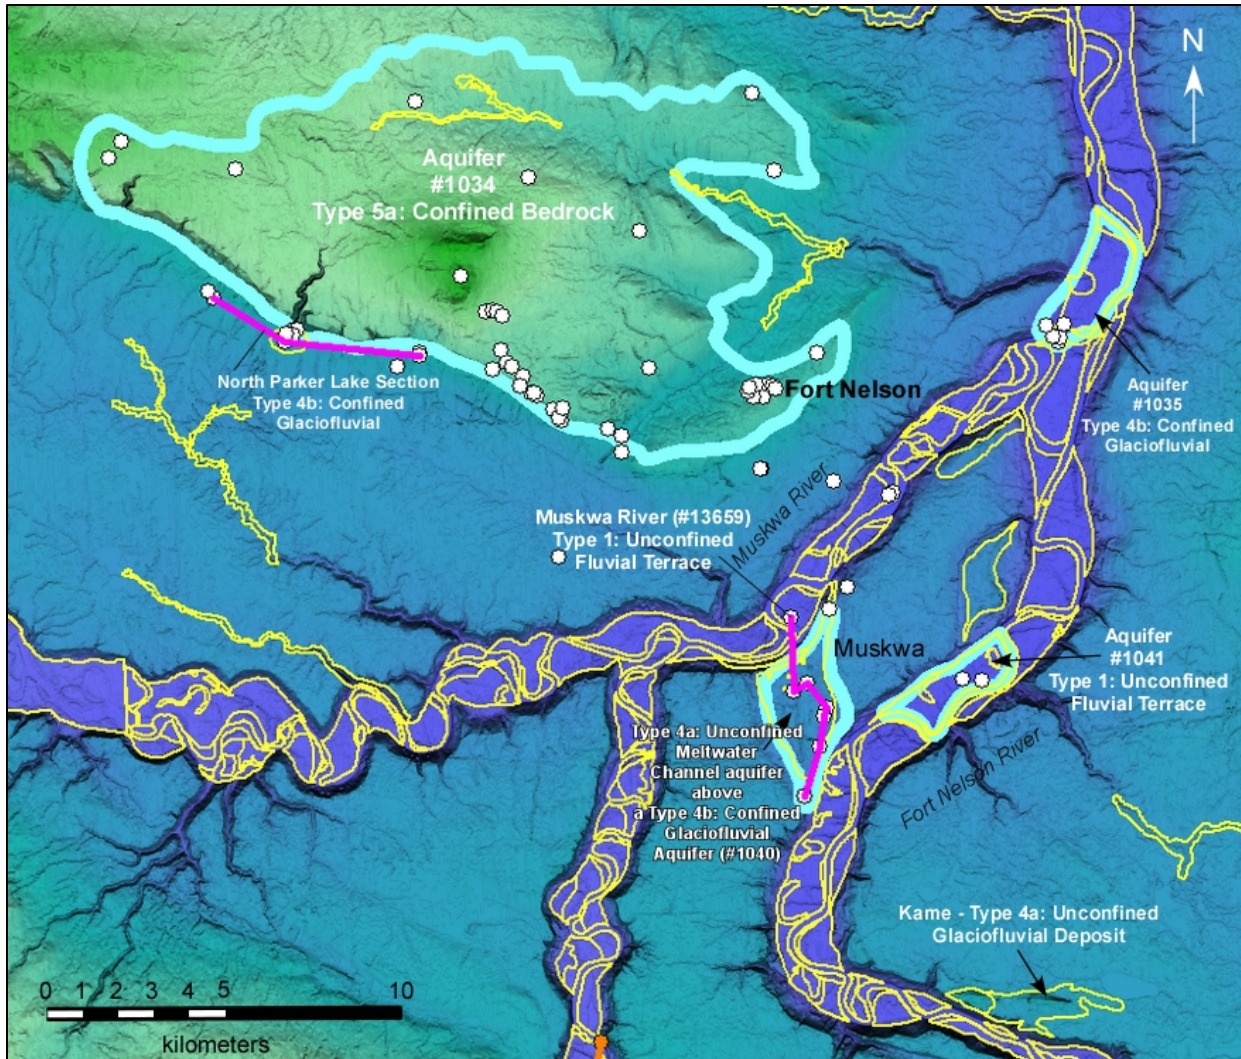 N
Aquifer
#1034
Type 5a: Confined Bedrock
North Parker Lake Section
Type 4b: Confined
Glaciofluvial
Fort Nelson
Aquifer
#1035
Type 4b: Confined
Glaciofluvial
Muskwa River
Muskwa River (#13659)
Type 1: Unconfined
Fluvial Terrace
Muskwa
Aquifer
#1041
Type 1: Unconfined
Fluvial Terrace
Type 4a: Unconfined
Meltwater
Channel aquifer
above
a Type 4b: Confined
Glaciofluvial
Aquifer (#1040)
Fort Nelson River
Kame - Type 4a: Unconfined
Glaciofluvial Deposit
0 1 2 3 4 5 10
kilometers